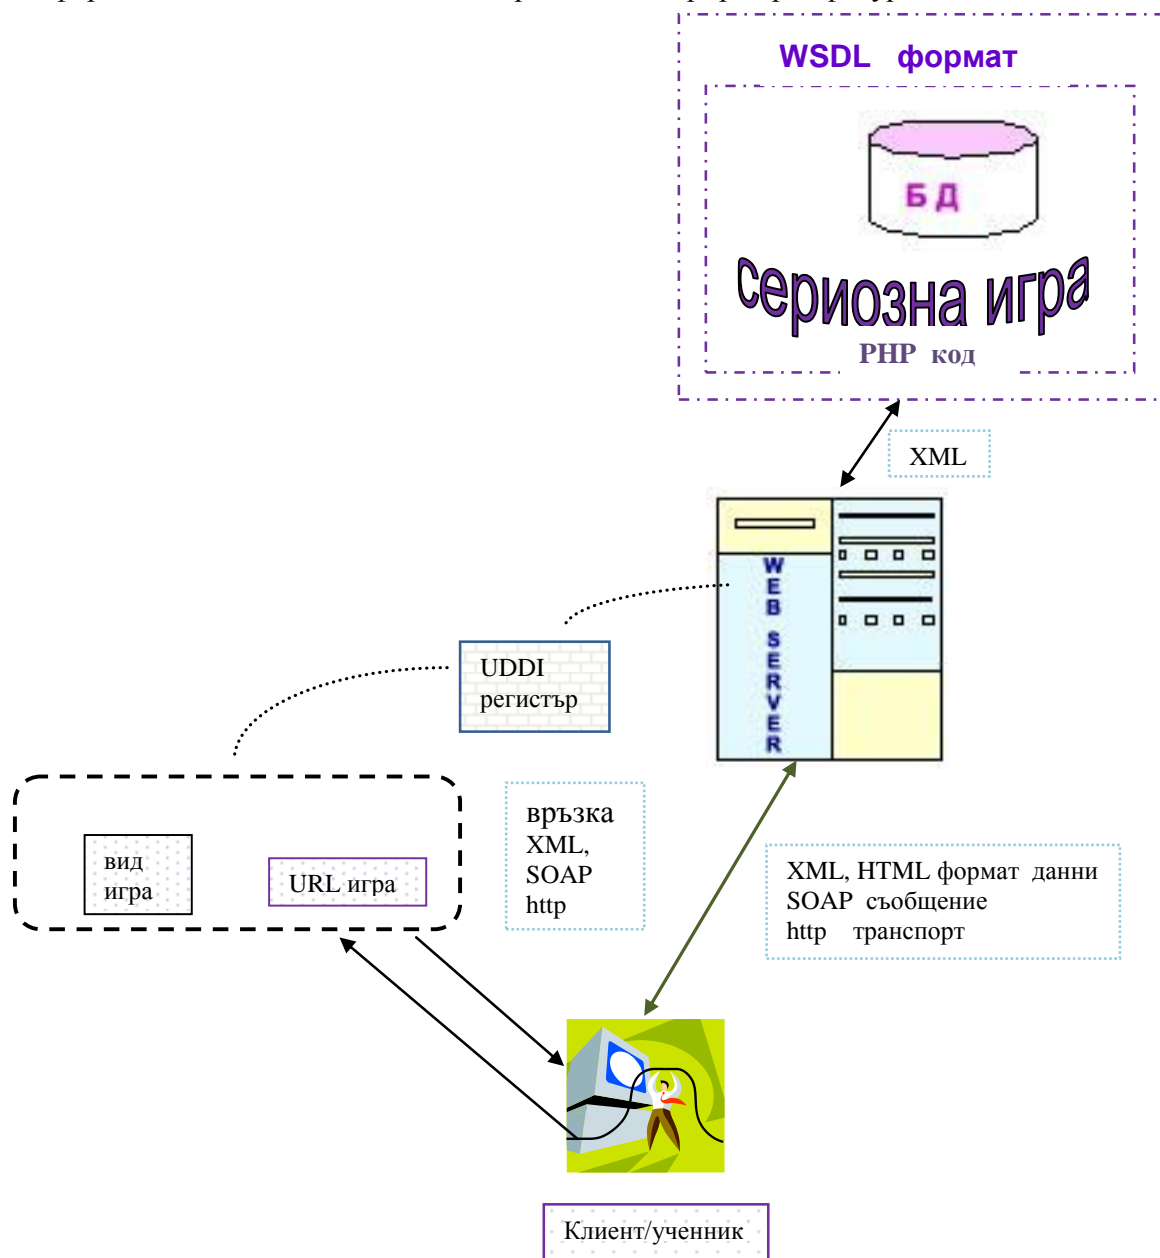 WSDL формат
БД
сериозна игра
PHP код
XML
WEB SERVER
UDDI
регистър
връзка
XML,
SOAP
http
вид
игра
URL игра
XML, HTML формат данни
SOAP съобщение
http транспорт
Клиент/ученник